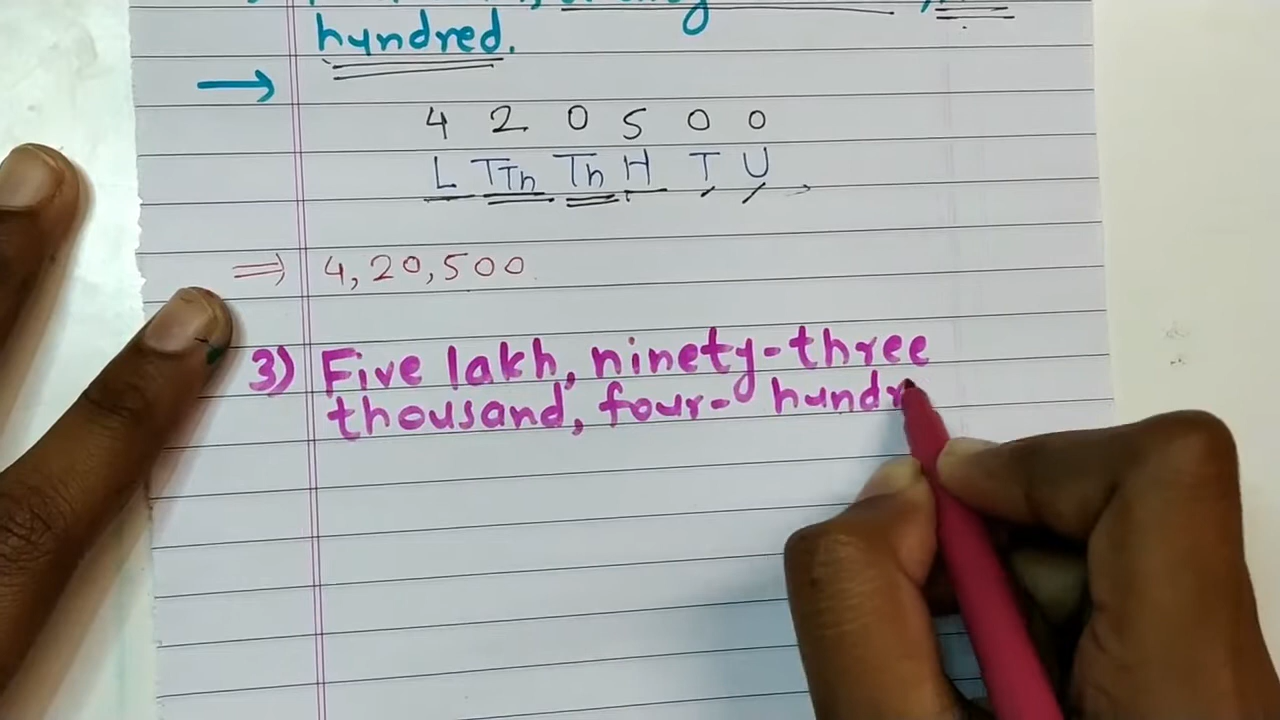 hundred.
4 2 0 5 0 0
L TTh Th H T U
⇒ 4,20,500
3) Five lakh, ninety-three
thousand, four- hundr